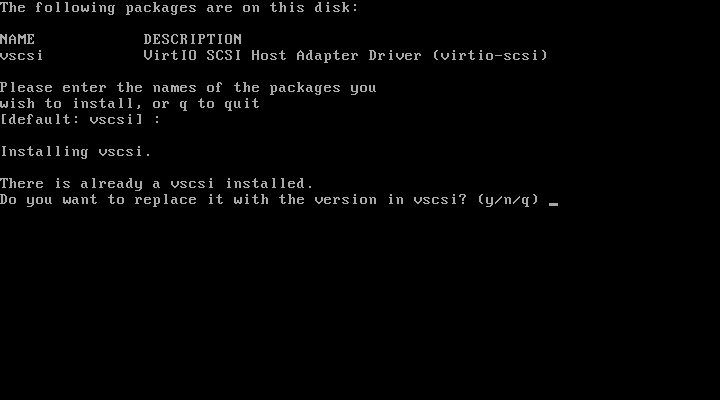 The following packages are on this disk:
NAME            DESCRIPTION
vscsi           VirtIO SCSI Host Adapter Driver (virtio-scsi)
Please enter the names of the packages you
wish to install, or q to quit
[default: vscsi] :
Installing vscsi.
There is already a vscsi installed.
Do you want to replace it with the version in vscsi? (y/n/q) _